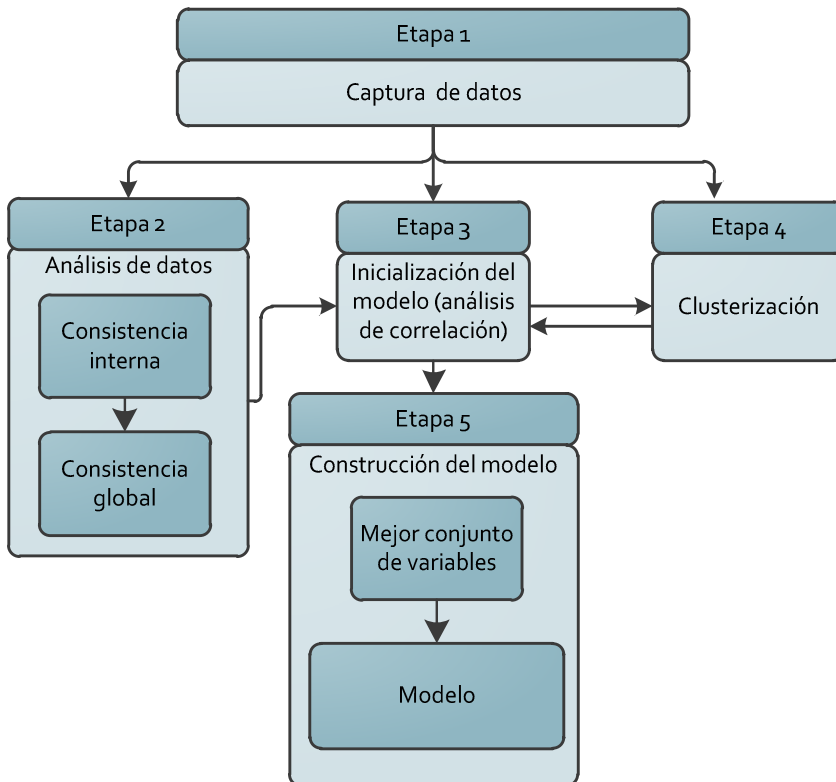 Etapa 1
Captura de datos
Etapa 2
Análisis de datos
Consistencia
interna
Consistencia
global
Etapa 3
Inicialización del
modelo (análisis
de correlación)
Etapa 4
Clusterización
Etapa 5
Construcción del modelo
Mejor conjunto
de variables
Modelo